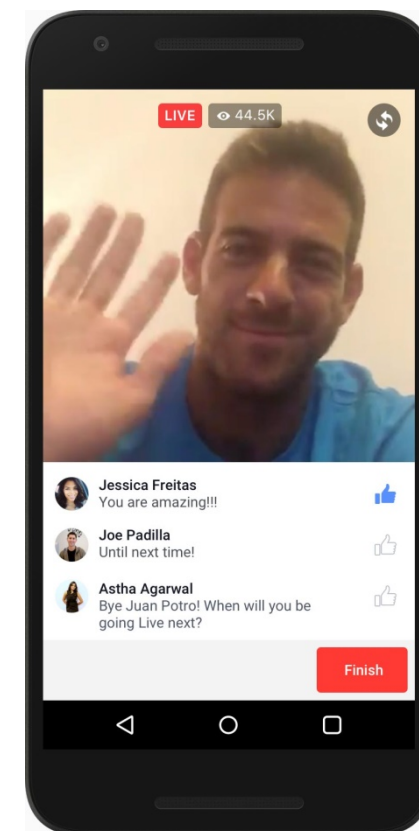 LIVE 44.5K
Jessica Freitas
You are amazing!!!
Joe Padilla
Until next time!
Astha Agarwal
Bye Juan Potro! When will you be
going Live next?
Finish